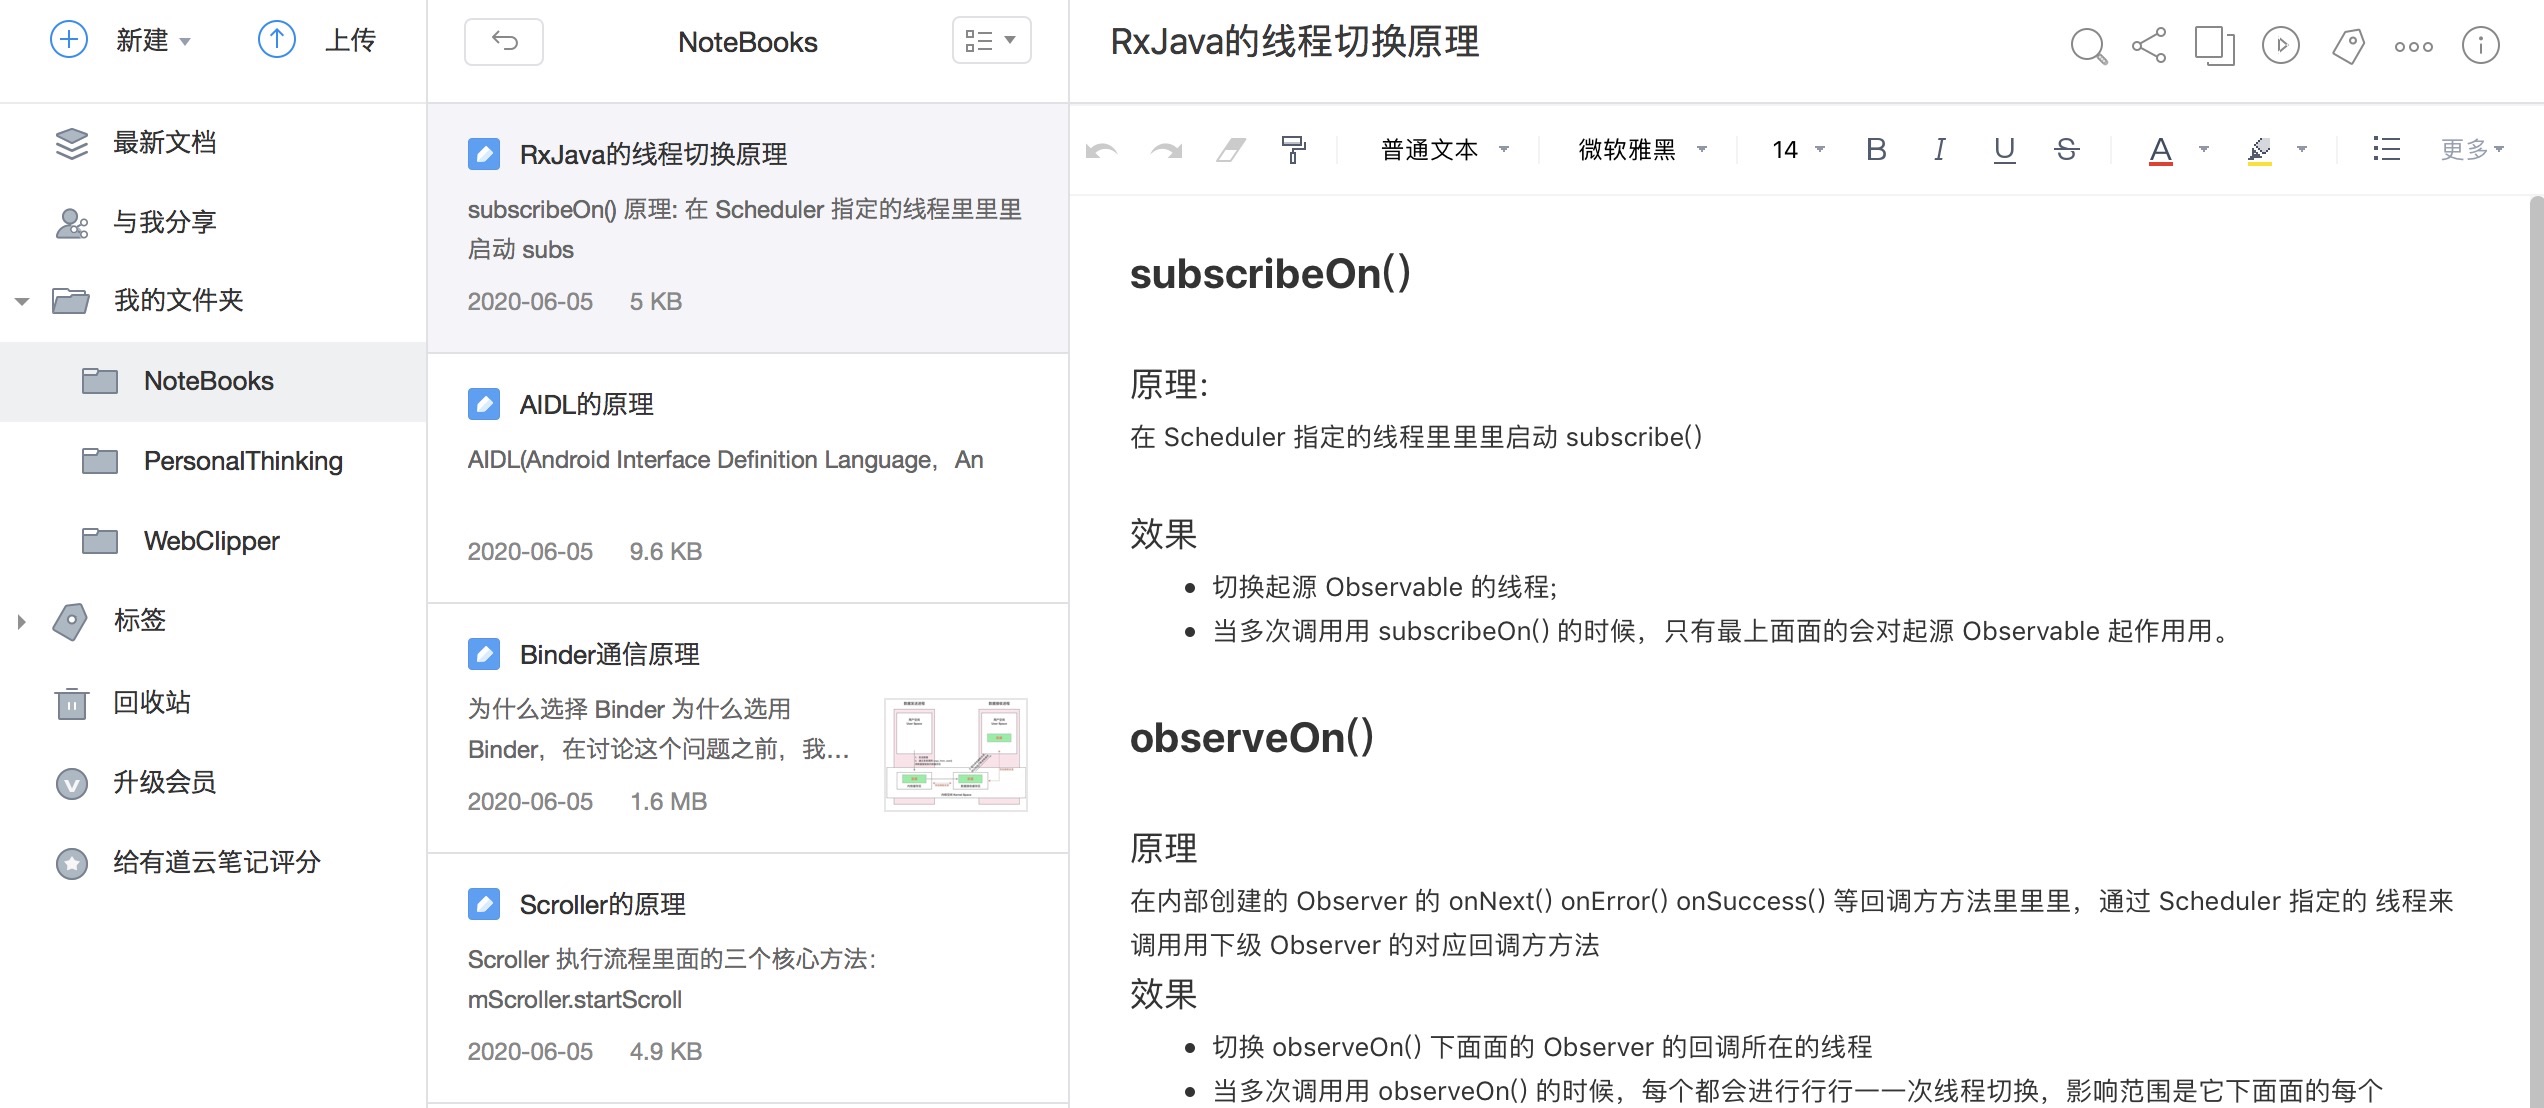 新建
上传
最新文档
与我分享
我的文件夹
NoteBooks
PersonalThinking
WebClipper
标签
回收站
升级会员
给有道云笔记评分
NoteBooks
RxJava的线程切换原理
subscribeOn() 原理: 在 Scheduler 指定的线程里里里
启动 subs
2020-06-05 5 KB
AIDL的原理
AIDL(Android Interface Definition Language，An
2020-06-05 9.6 KB
Binder通信原理
为什么选择 Binder 为什么选用
Binder，在讨论这个问题之前，我...
2020-06-05 1.6 MB
Scroller的原理
Scroller 执行流程里面的三个核心方法：
mScroller.startScroll
2020-06-05 4.9 KB
RxJava的线程切换原理
普通文本 微软雅黑 14 B I U S A 更多
subscribeOn()
原理:
在 Scheduler 指定的线程里里里启动 subscribe()
效果
• 切换起源 Observable 的线程;
• 当多次调用用 subscribeOn() 的时候，只有最上面面的会对起源 Observable 起作用用。
observeOn()
原理
在内部创建的 Observer 的 onNext() onError() onSuccess() 等回调方方法里里里，通过 Scheduler 指定的 线程来
调用用下级 Observer 的对应回调方方法
效果
• 切换 observeOn() 下面面的 Observer 的回调所在的线程
• 当多次调用用 observeOn() 的时候，每个都会进行行行一一次线程切换，影响范围是它下面面的每个